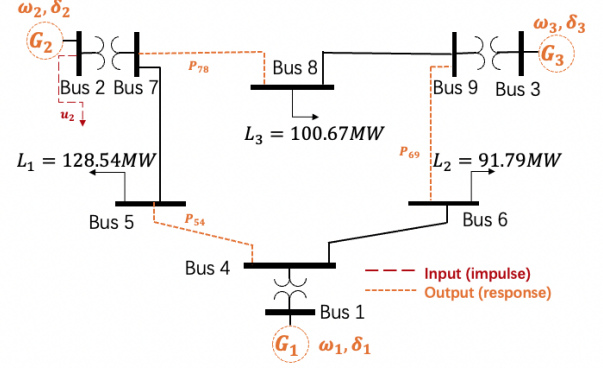 ω₂, δ₂
G₂
Bus 2
Bus 7
u₂
P₇₈
Bus 8
L₃ = 100.67MW
ω₃, δ₃
G₃
Bus 9
Bus 3
L₁ = 128.54MW
Bus 5
P₅₄
P₆₉
L₂ = 91.79MW
Bus 6
Bus 4
Bus 1
G₁
ω₁, δ₁
Input (impulse)
Output (response)